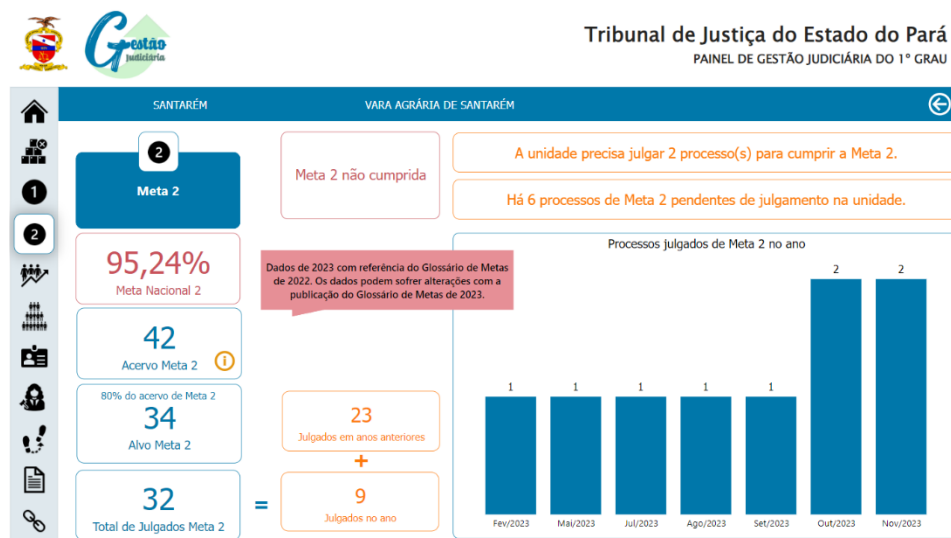 Gestão
judiciária
Tribunal de Justiça do Estado do Pará
PAINEL DE GESTÃO JUDICIÁRIA DO 1º GRAU
SANTARÉM
VARA AGRÁRIA DE SANTARÉM
1
2
2
Meta 2
Meta 2 não cumprida
A unidade precisa julgar 2 processo(s) para cumprir a Meta 2.
Há 6 processos de Meta 2 pendentes de julgamento na unidade.
95,24%
Meta Nacional 2
Dados de 2023 com referência do Glossário de Metas
de 2022. Os dados podem sofrer alterações com a
publicação do Glossário de Metas de 2023.
42
Acervo Meta 2
i
80% do acervo de Meta 2
34
Alvo Meta 2
32
Total de Julgados Meta 2
=
23
Julgados em anos anteriores
+
9
Julgados no ano
Processos julgados de Meta 2 no ano
1
1
1
1
1
2
2
Fev/2023
Mai/2023
Jul/2023
Ago/2023
Set/2023
Out/2023
Nov/2023